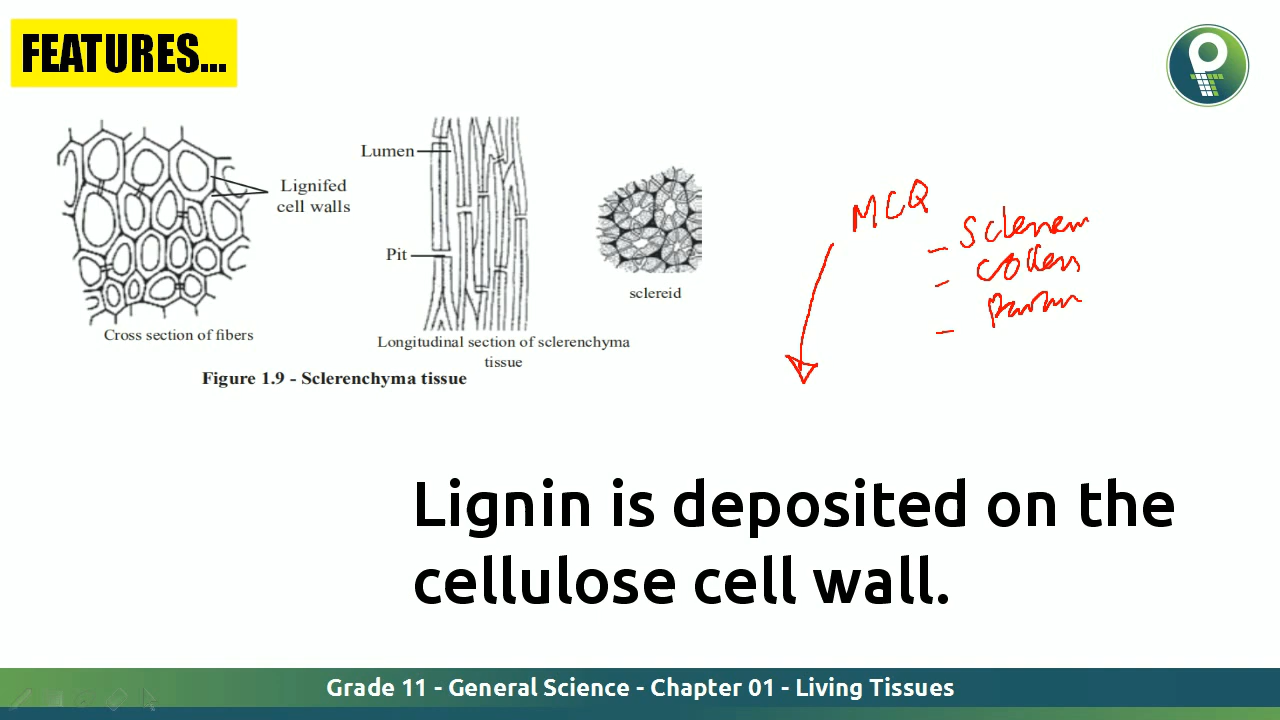 FEATURES...
Lumen
Lignifed
cell walls
Pit
sclereid
Cross section of fibers
Longitudinal section of sclerenchyma
tissue
Figure 1.9 - Sclerenchyma tissue
MCQ
Lignin is deposited on the
cellulose cell wall.
Grade 11 - General Science - Chapter 01 - Living Tissues